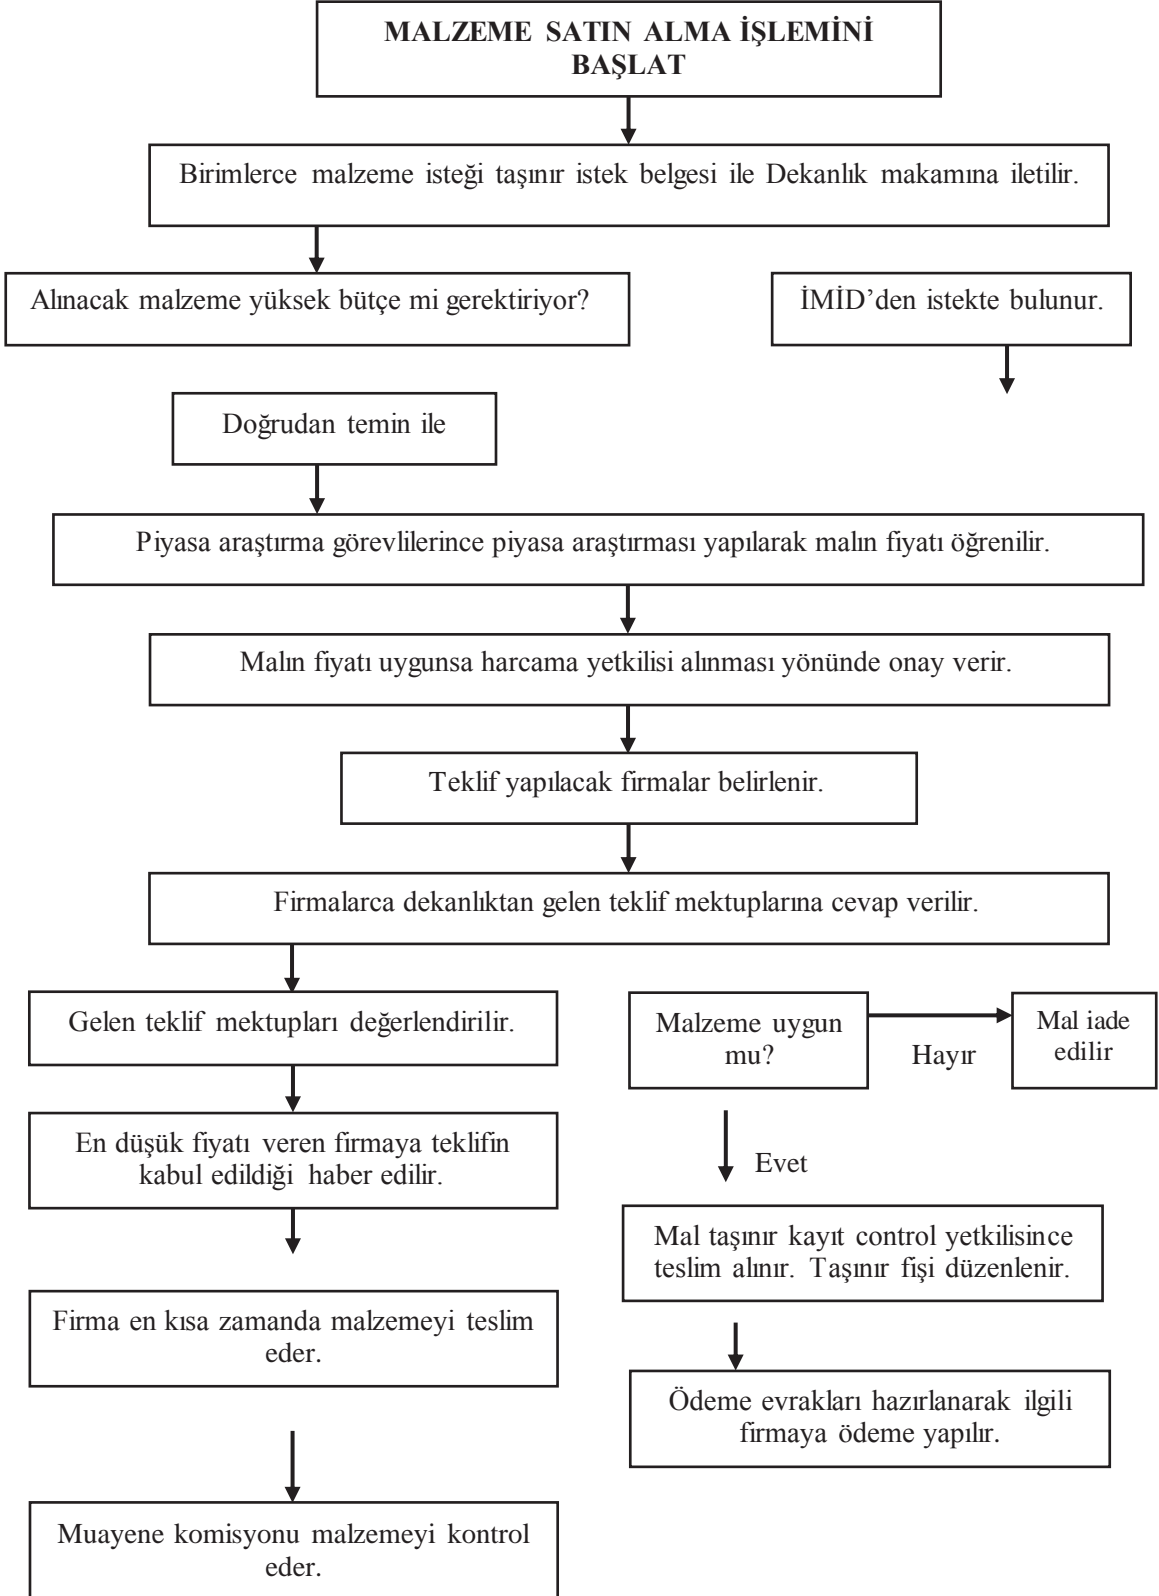 MALZEME SATIN ALMA İŞLEMİNİ
BAŞLAT
Birimlerce malzeme isteği taşınır istek belgesi ile Dekanlık makamına iletilir.
Alınacak malzeme yüksek bütçe mi gerektiriyor?
İMİD’den istekte bulunur.
Doğrudan temin ile
Piyasa araştırma görevlilerince piyasa araştırması yapılarak malın fiyatı öğrenilir.
Malın fiyatı uygunsa harcama yetkilisi alınması yönünde onay verir.
Teklif yapılacak firmalar belirlenir.
Firmalarca dekanlıktan gelen teklif mektuplarına cevap verilir.
Gelen teklif mektupları değerlendirilir.
En düşük fiyatı veren firmaya teklifin
kabul edildiği haber edilir.
Firma en kısa zamanda malzemeyi teslim
eder.
Muayene komisyonu malzemeyi kontrol
eder.
Malzeme uygun
mu?
Hayır
Mal iade
edilir
Evet
Mal taşınır kayıt control yetkilisince
teslim alınır. Taşınır fişi düzenlenir.
Ödeme evrakları hazırlanarak ilgili
firmaya ödeme yapılır.